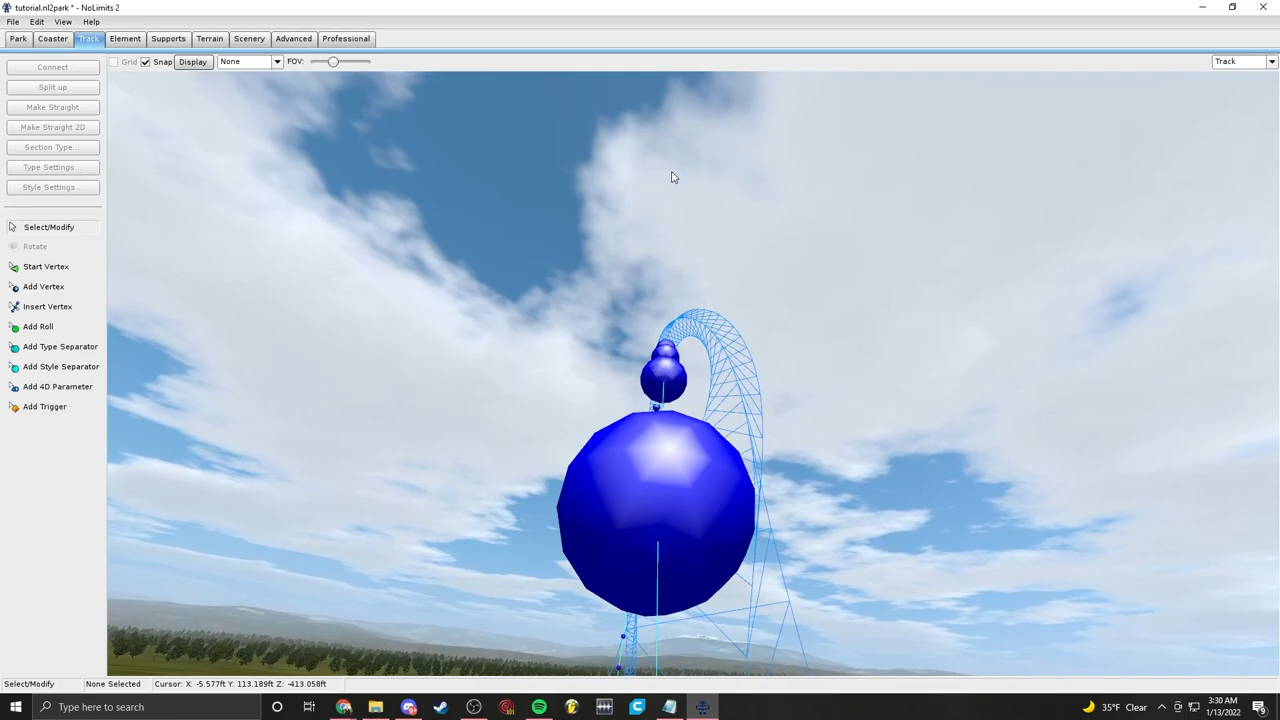 tutorial.nl2park * - NoLimits 2
File Edit View Help
Park Coaster Track Element Supports Terrain Scenery Advanced Professional
Grid Snap Display None FOV: Track
Connect
Split up
Make Straight
Make Straight 2D
Section Type...
Type Settings...
Style Settings...
Select/Modify
Rotate
Start Vertex
Add Vertex
Insert Vertex
Add Roll
Add Type Separator
Add Style Separator
Add 4D Parameter
Add Trigger
Select/Modify None Selected Cursor: X: -5.577ft Y: 113.189ft Z: -413.058ft
Type here to search
35°F Clear
3:30 AM
1/13/2022